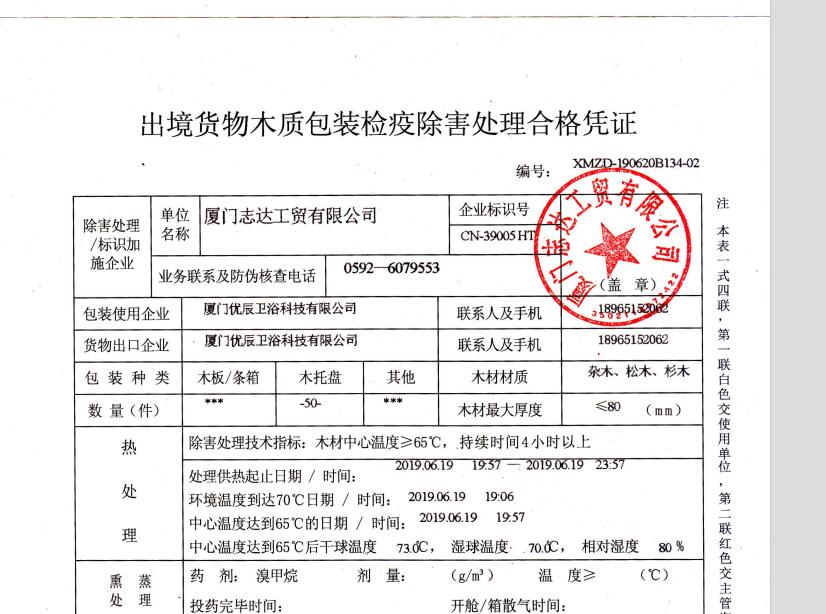 出境货物木质包装检疫除害处理合格凭证
编号： XMZD-190620B134-02
除害处理/标识加施企业 单位名称 厦门志达工贸有限公司 企业标识号
CN-39005 HT
业务联系及防伪核查电话 0592—6079553 （盖 章）
厦门志达工贸有限公司
包装使用企业 厦门优辰卫浴科技有限公司 联系人及手机 18965152062
货物出口企业 厦门优辰卫浴科技有限公司 联系人及手机 18965152062
包 装 种 类 木板/条箱 木托盘 其他 木材材质 杂木、松木、杉木
数 量（件） *** -50- *** 木材最大厚度 ≤80 （mm）
热处理
除害处理技术指标：木材中心温度≥65℃，持续时间4小时以上
处理供热起止日期 / 时间： 2019.06.19 19:57 — 2019.06.19 23:57
环境温度到达70℃日期 / 时间： 2019.06.19 19:06
中心温度达到65℃的日期 / 时间： 2019.06.19 19:57
中心温度达到65℃后干球温度 73.0℃， 湿球温度 70.0℃， 相对湿度 80 %
熏 蒸
处 理
药 剂： 溴甲烷 剂 量： （g/m³） 温 度≥ （℃）
投药完毕时间： 开舱/箱散气时间：
注 本表一式四联，第一联白色交使用单位，第二联红色交主管